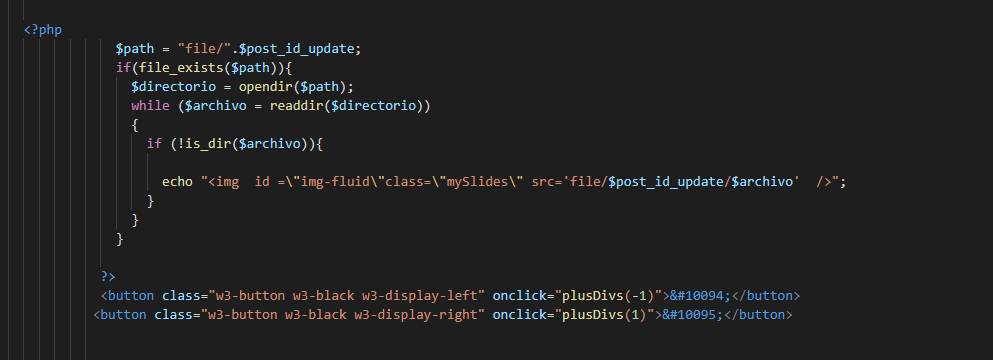 <?php
$path = "file/".$post_id_update;
if(file_exists($path)){
$directorio = opendir($path);
while ($archivo = readdir($directorio))
{
if (!is_dir($archivo)){
echo "<img  id =\"img-fluid\"class=\"mySlides\" src='file/$post_id_update/$archivo'  />";
}
}
}
?>
<button class="w3-button w3-black w3-display-left" onclick="plusDivs(-1)">&#10094;</button>
<button class="w3-button w3-black w3-display-right" onclick="plusDivs(1)">&#10095;</button>